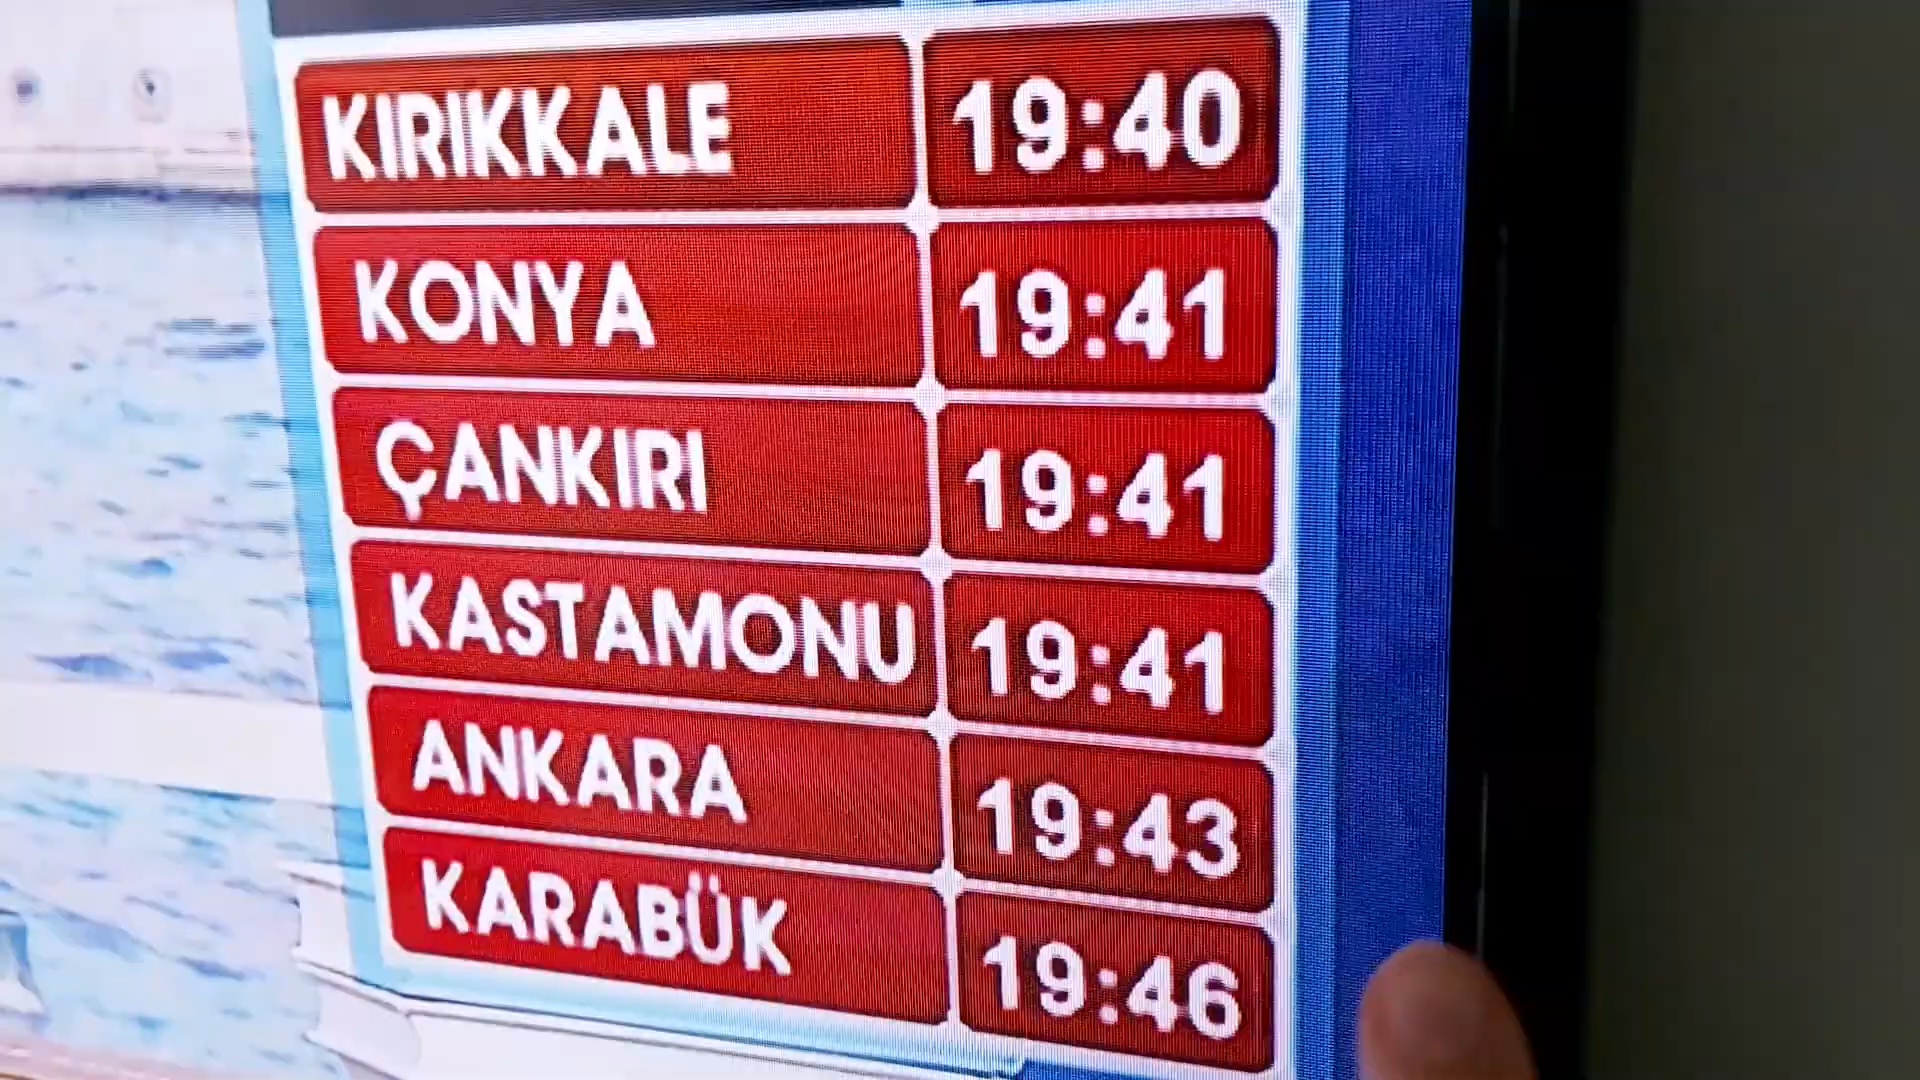 KIRIKKALE 19:40
KONYA 19:41
ÇANKIRI 19:41
KASTAMONU 19:41
ANKARA 19:43
KARABÜK 19:46